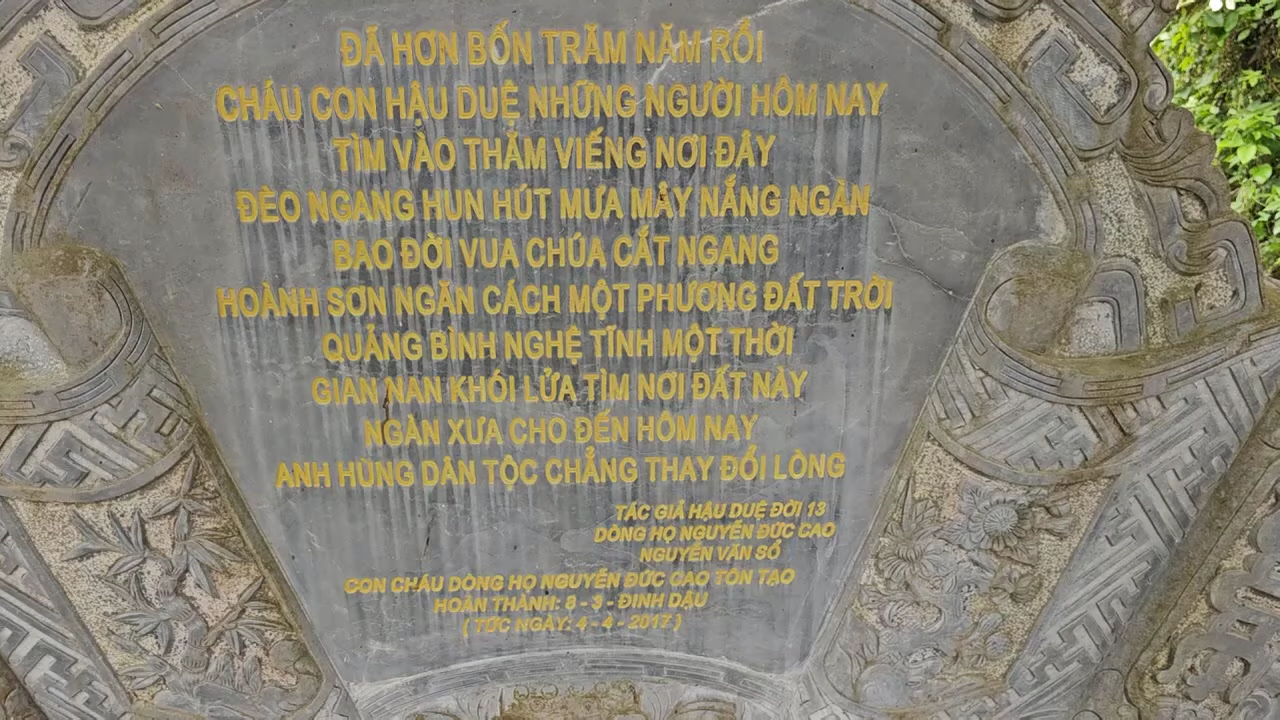 ĐÃ HƠN BỐN TRĂM NĂM RỒI
CHÁU CON HẬU DUỆ NHỮNG NGƯỜI HÔM NAY
TÌM VÀO THĂM VIẾNG NƠI ĐÂY
ĐÈO NGANG HUN HÚT MƯA MÂY NẮNG NGÀN
BAO ĐỜI VUA CHÚA CẮT NGANG
HOÀNH SƠN NGĂN CÁCH MỘT PHƯƠNG ĐẤT TRỜI
QUẢNG BÌNH NGHỆ TĨNH MỘT THỜI
GIAN NAN KHÓI LỬA TÌM NƠI ĐẤT NÀY
NGÀN XƯA CHO ĐẾN HÔM NAY
ANH HÙNG DÂN TỘC CHẲNG THAY ĐỔI LÒNG
TÁC GIẢ HẬU DUỆ ĐỜI 13
DÒNG HỌ NGUYỄN ĐỨC CAO
NGUYỄN VĂN SỔ
CON CHÁU DÒNG HỌ NGUYỄN ĐỨC CAO TÔN TẠO
HOÀN THÀNH: 8 - 3 - ĐINH DẬU
( TỨC NGÀY: 4 - 4 - 2017 )